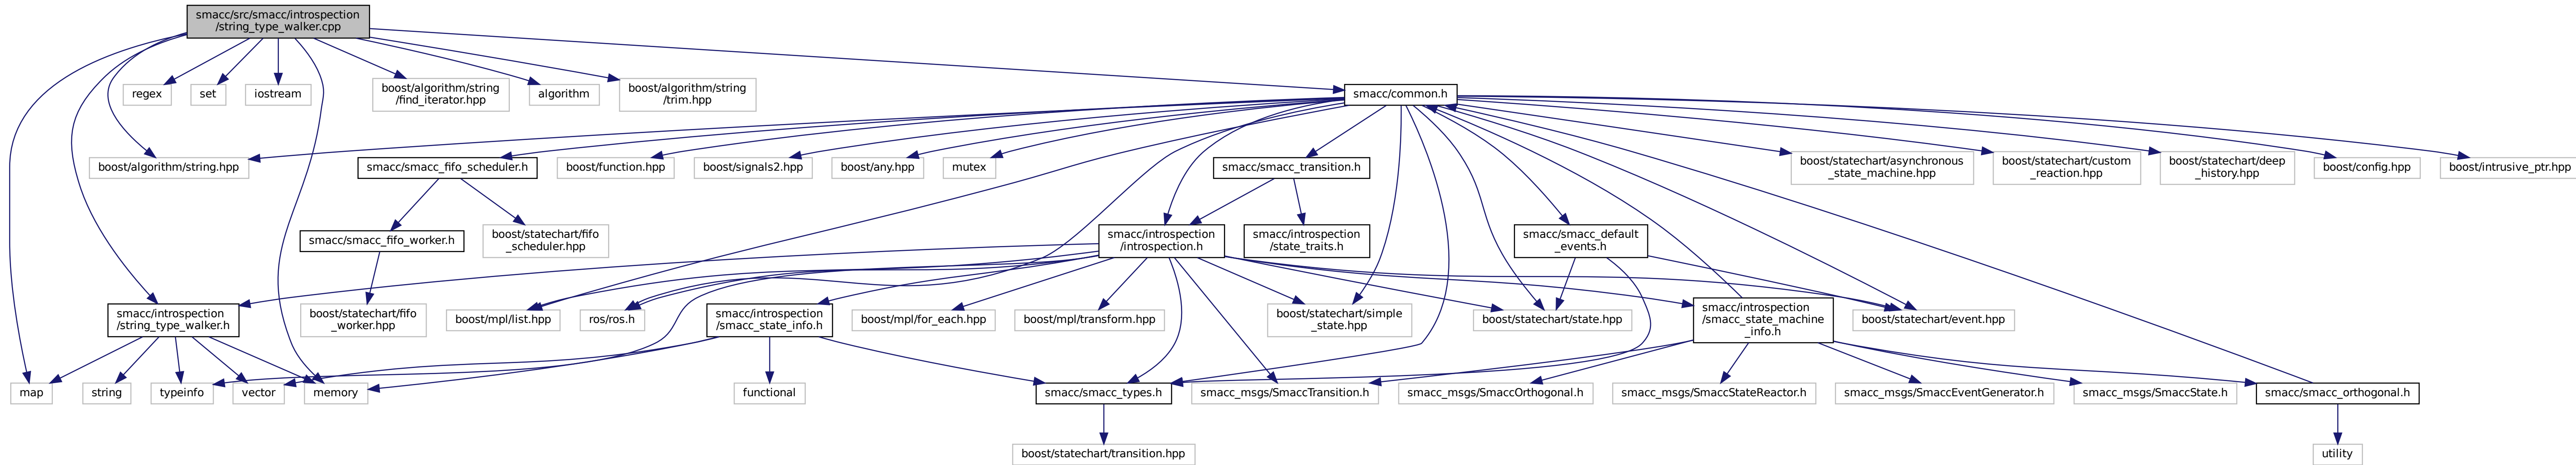 smacc/src/smacc/introspection
/string_type_walker.cpp
regex
set
iostream
boost/algorithm/string
/find_iterator.hpp
algorithm
boost/algorithm/string
/trim.hpp
smacc/common.h
boost/algorithm/string.hpp
smacc/smacc_fifo_scheduler.h
boost/function.hpp
boost/signals2.hpp
boost/any.hpp
mutex
smacc/smacc_transition.h
boost/statechart/asynchronous
_state_machine.hpp
boost/statechart/custom
_reaction.hpp
boost/statechart/deep
_history.hpp
boost/config.hpp
boost/intrusive_ptr.hpp
smacc/smacc_fifo_worker.h
boost/statechart/fifo
_scheduler.hpp
smacc/introspection
/introspection.h
smacc/introspection
/state_traits.h
smacc/smacc_default
_events.h
smacc/introspection
/string_type_walker.h
boost/statechart/fifo
_worker.hpp
boost/mpl/list.hpp
ros/ros.h
smacc/introspection
/smacc_state_info.h
boost/mpl/for_each.hpp
boost/mpl/transform.hpp
boost/statechart/simple
_state.hpp
boost/statechart/state.hpp
smacc/introspection
/smacc_state_machine
_info.h
boost/statechart/event.hpp
map
string
typeinfo
vector
memory
functional
smacc/smacc_types.h
smacc_msgs/SmaccTransition.h
smacc_msgs/SmaccOrthogonal.h
smacc_msgs/SmaccStateReactor.h
smacc_msgs/SmaccEventGenerator.h
smacc_msgs/SmaccState.h
smacc/smacc_orthogonal.h
boost/statechart/transition.hpp
utility